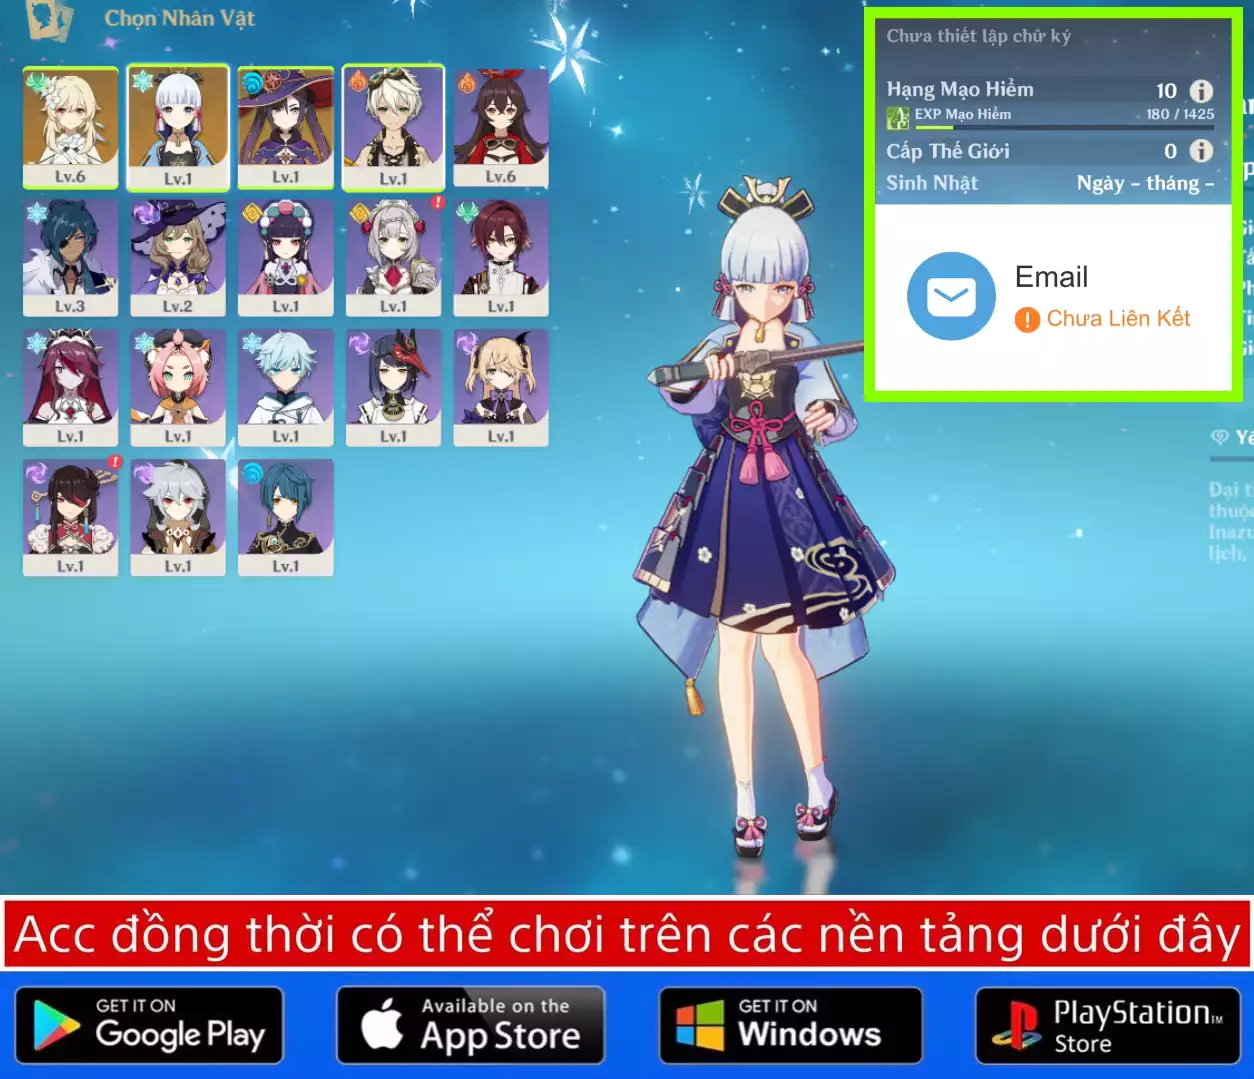 Chọn Nhân Vật
Lv.6
Lv.1
Lv.1
Lv.1
Lv.6
Lv.3
Lv.2
Lv.1
Lv.1
Lv.1
Lv.1
Lv.1
Lv.1
Lv.1
Lv.1
Lv.1
Lv.1
Lv.1
Chưa thiết lập chữ ký
Hạng Mạo Hiểm 10
EXP Mạo Hiểm 180 / 1425
Cấp Thế Giới 0
Sinh Nhật Ngày - tháng -
Email
Chưa Liên Kết
Đại
thuộc
lịch,
Acc đồng thời có thể chơi trên các nền tảng dưới đây
GET IT ON
Google Play
Available on the
App Store
GET IT ON
Windows
PlayStation™
Store